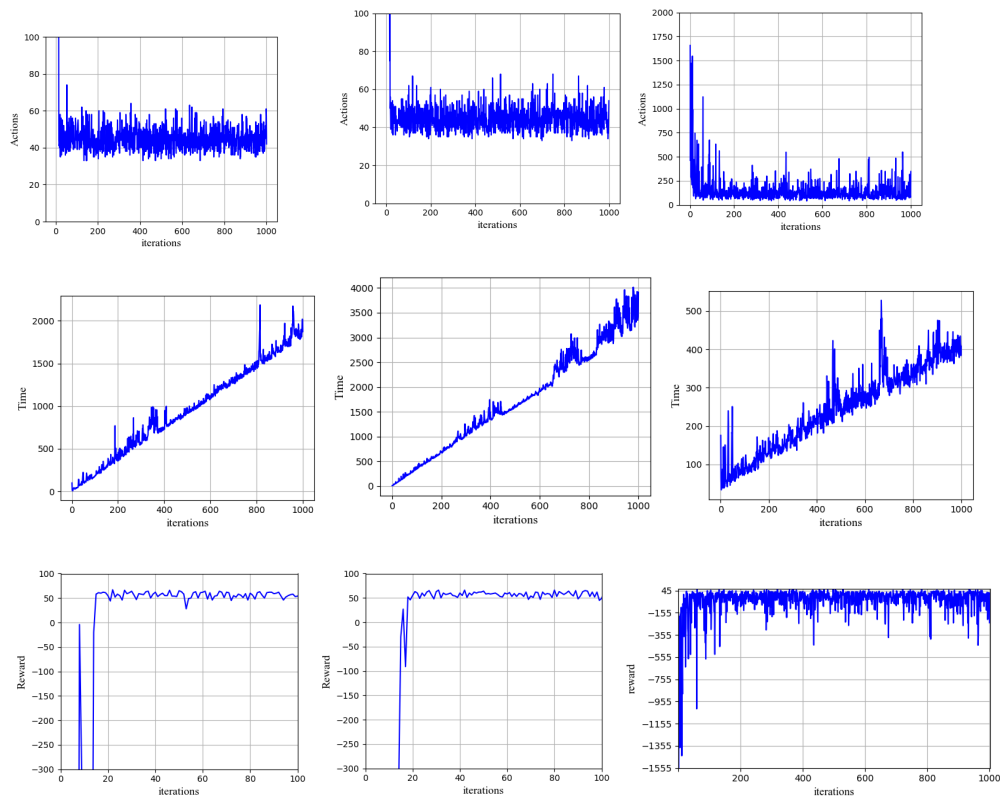 100
80
60
40
20
0
Actions
0 200 400 600 800 1000
iterations
100
80
60
40
20
0
Actions
0 200 400 600 800 1000
iterations
2000
1750
1500
1250
1000
750
500
250
0
Actions
0 200 400 600 800 1000
iterations
2000
1500
1000
500
0
Time
0 200 400 600 800 1000
iterations
4000
3500
3000
2500
2000
1500
1000
500
0
Time
0 200 400 600 800 1000
iterations
500
400
300
200
100
Time
0 200 400 600 800 1000
iterations
100
50
0
−50
−100
−150
−200
−250
−300
Reward
0 20 40 60 80 100
iterations
100
50
0
−50
−100
−150
−200
−250
−300
Reward
0 20 40 60 80 100
iterations
45
−155
−355
−555
−755
−955
−1155
−1355
−1555
reward
200 400 600 800 1000
iterations